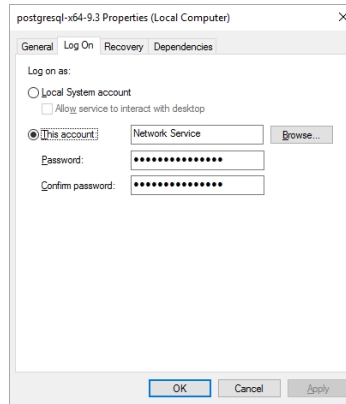 postgresql-x64-9.3 Properties (Local Computer)
General Log On Recovery Dependencies
Log on as:
Local System account
Allow service to interact with desktop
This account: Network Service Browse...
Password: •••••••••••••••
Confirm password: •••••••••••••••
OK Cancel Apply